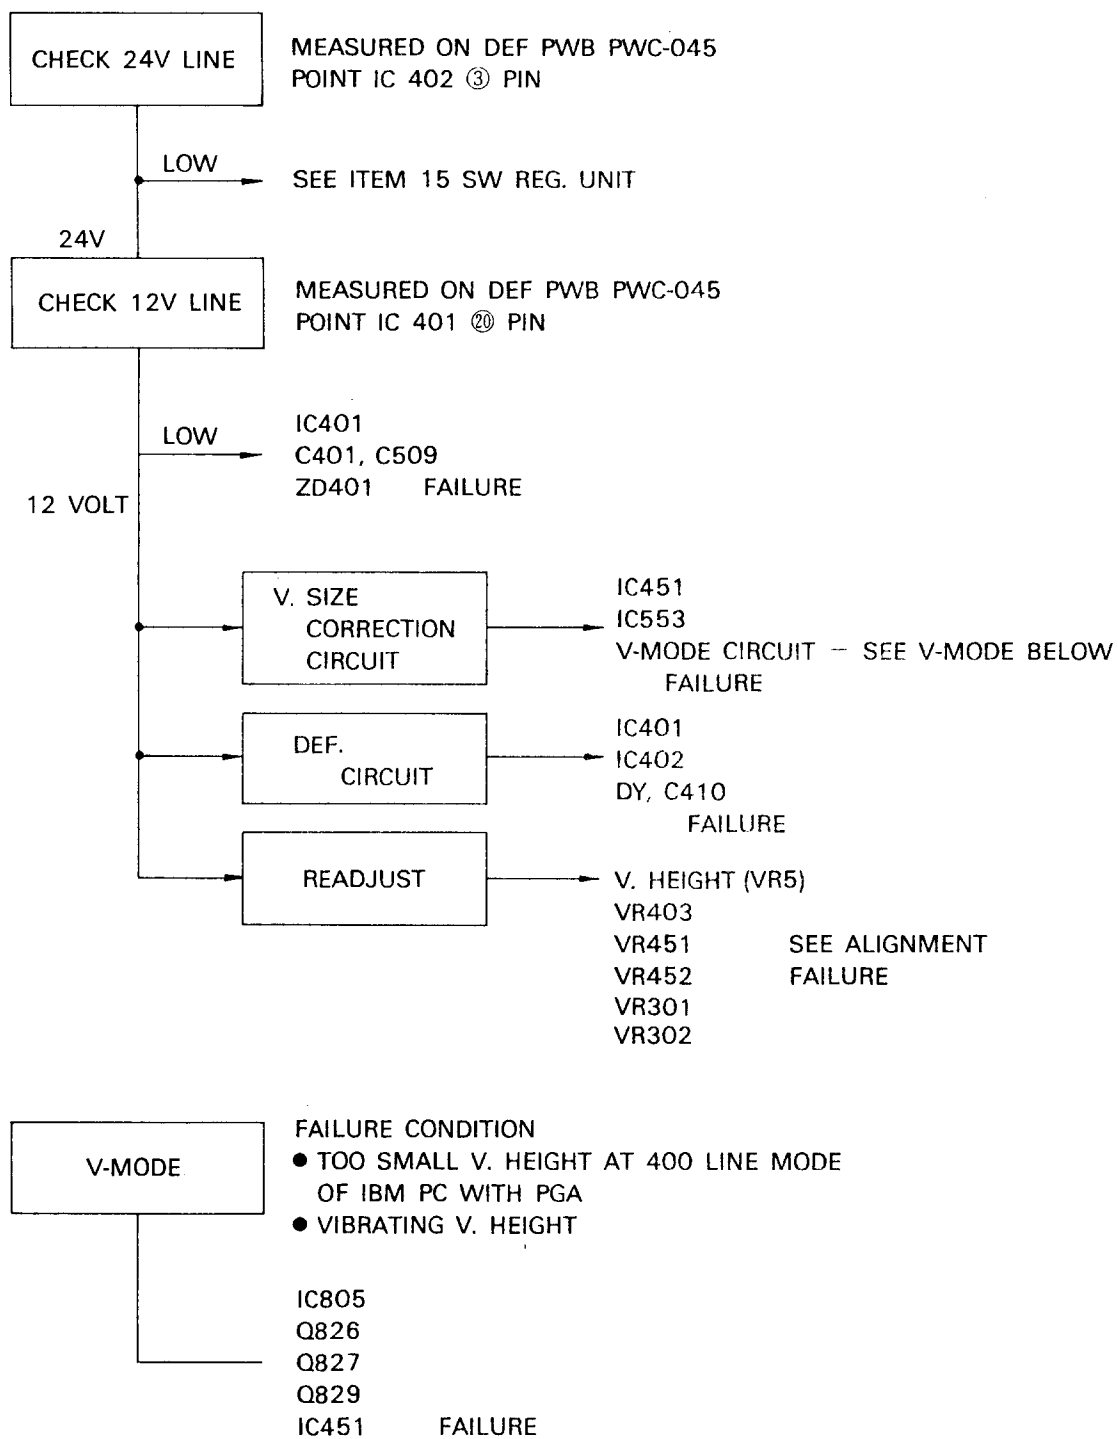 CHECK 24V LINE
MEASURED ON DEF PWB PWC-045
POINT IC 402 ③ PIN
LOW
SEE ITEM 15 SW REG. UNIT
24V
CHECK 12V LINE
MEASURED ON DEF PWB PWC-045
POINT IC 401 ⑳ PIN
LOW
IC401
C401, C509
ZD401 FAILURE
12 VOLT
V. SIZE
CORRECTION
CIRCUIT
IC451
IC553
V-MODE CIRCUIT — SEE V-MODE BELOW
FAILURE
DEF.
CIRCUIT
IC401
IC402
DY, C410
FAILURE
READJUST
V. HEIGHT (VR5)
VR403
VR451 SEE ALIGNMENT
VR452 FAILURE
VR301
VR302
V-MODE
FAILURE CONDITION
● TOO SMALL V. HEIGHT AT 400 LINE MODE
OF IBM PC WITH PGA
● VIBRATING V. HEIGHT
IC805
Q826
Q827
Q829
IC451 FAILURE